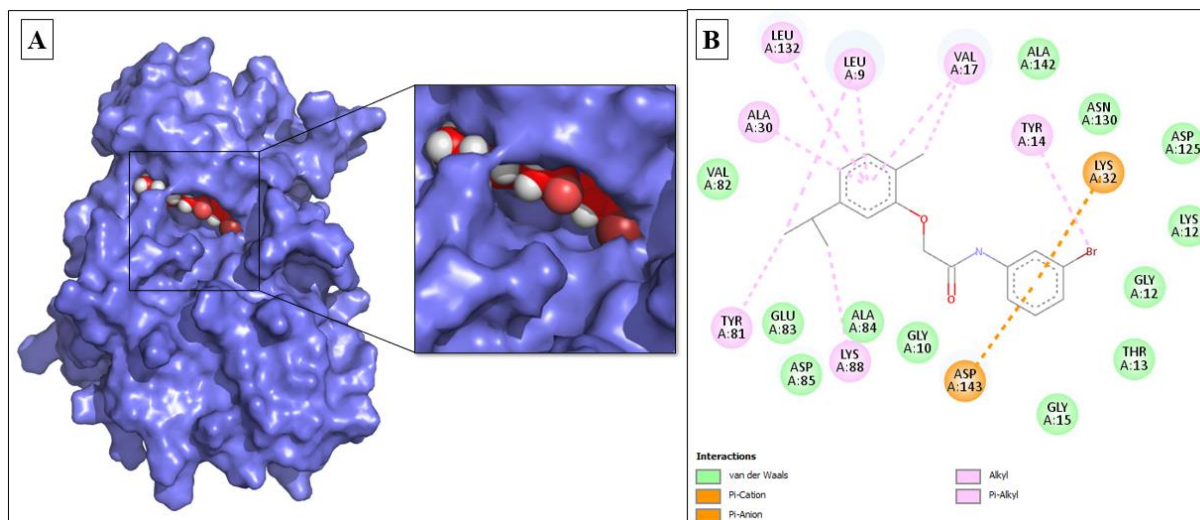 A
B
LEU
A:132
LEU
A:9
VAL
A:17
ALA
A:142
ALA
A:30
TYR
A:14
ASN
A:130
ASP
A:125
VAL
A:82
LYS
A:32
LYS
A:12
O
N
Br
O
GLY
A:12
TYR
A:81
GLU
A:83
ALA
A:84
GLY
A:10
THR
A:13
ASP
A:85
LYS
A:88
ASP
A:143
GLY
A:15
Interactions
van der Waals
Pi-Cation
Pi-Anion
Alkyl
Pi-Alkyl